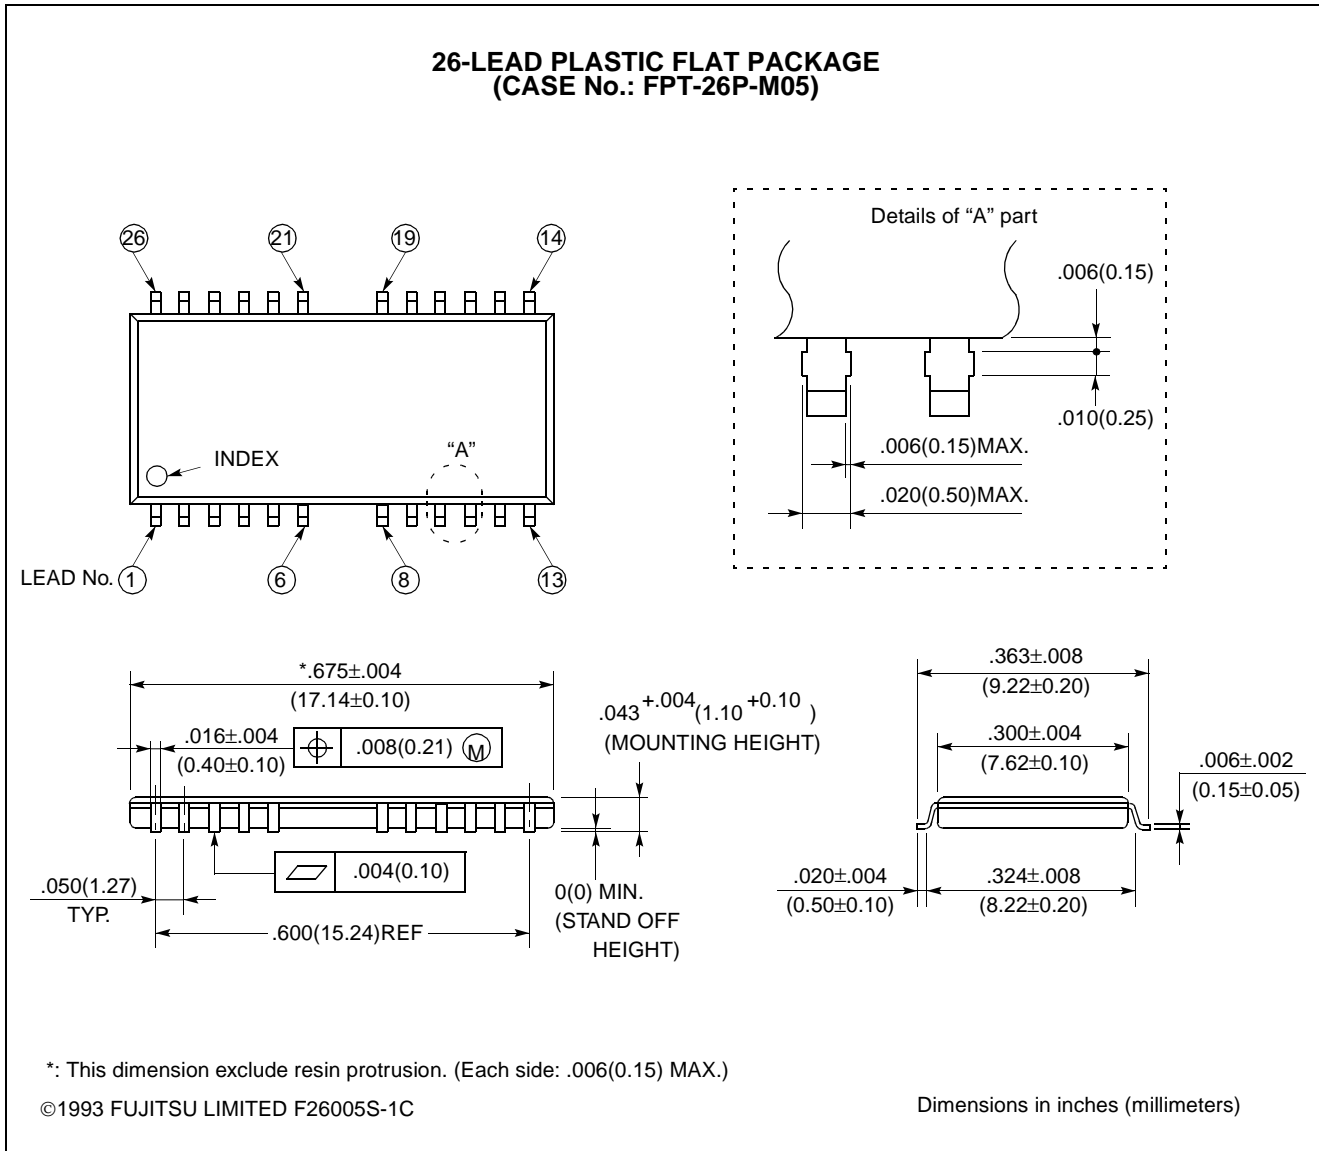 26-LEAD PLASTIC FLAT PACKAGE
(CASE No.: FPT-26P-M05)
Details of “A” part
26
21
19
14
.006(0.15)
.010(0.25)
.006(0.15)MAX.
.020(0.50)MAX.
INDEX
“A”
LEAD No. 1
6
8
13
*.675±.004
(17.14±0.10)
.043 +.004 (1.10 +0.10 )
(MOUNTING HEIGHT)
.016±.004
(0.40±0.10)
.008(0.21) M
.363±.008
(9.22±0.20)
.300±.004
(7.62±0.10)
.006±.002
(0.15±0.05)
.004(0.10)
.050(1.27)
TYP.
.600(15.24)REF
0(0) MIN.
(STAND OFF
HEIGHT)
.020±.004
(0.50±0.10)
.324±.008
(8.22±0.20)
*: This dimension exclude resin protrusion. (Each side: .006(0.15) MAX.)
©1993 FUJITSU LIMITED F26005S-1C
Dimensions in inches (millimeters)